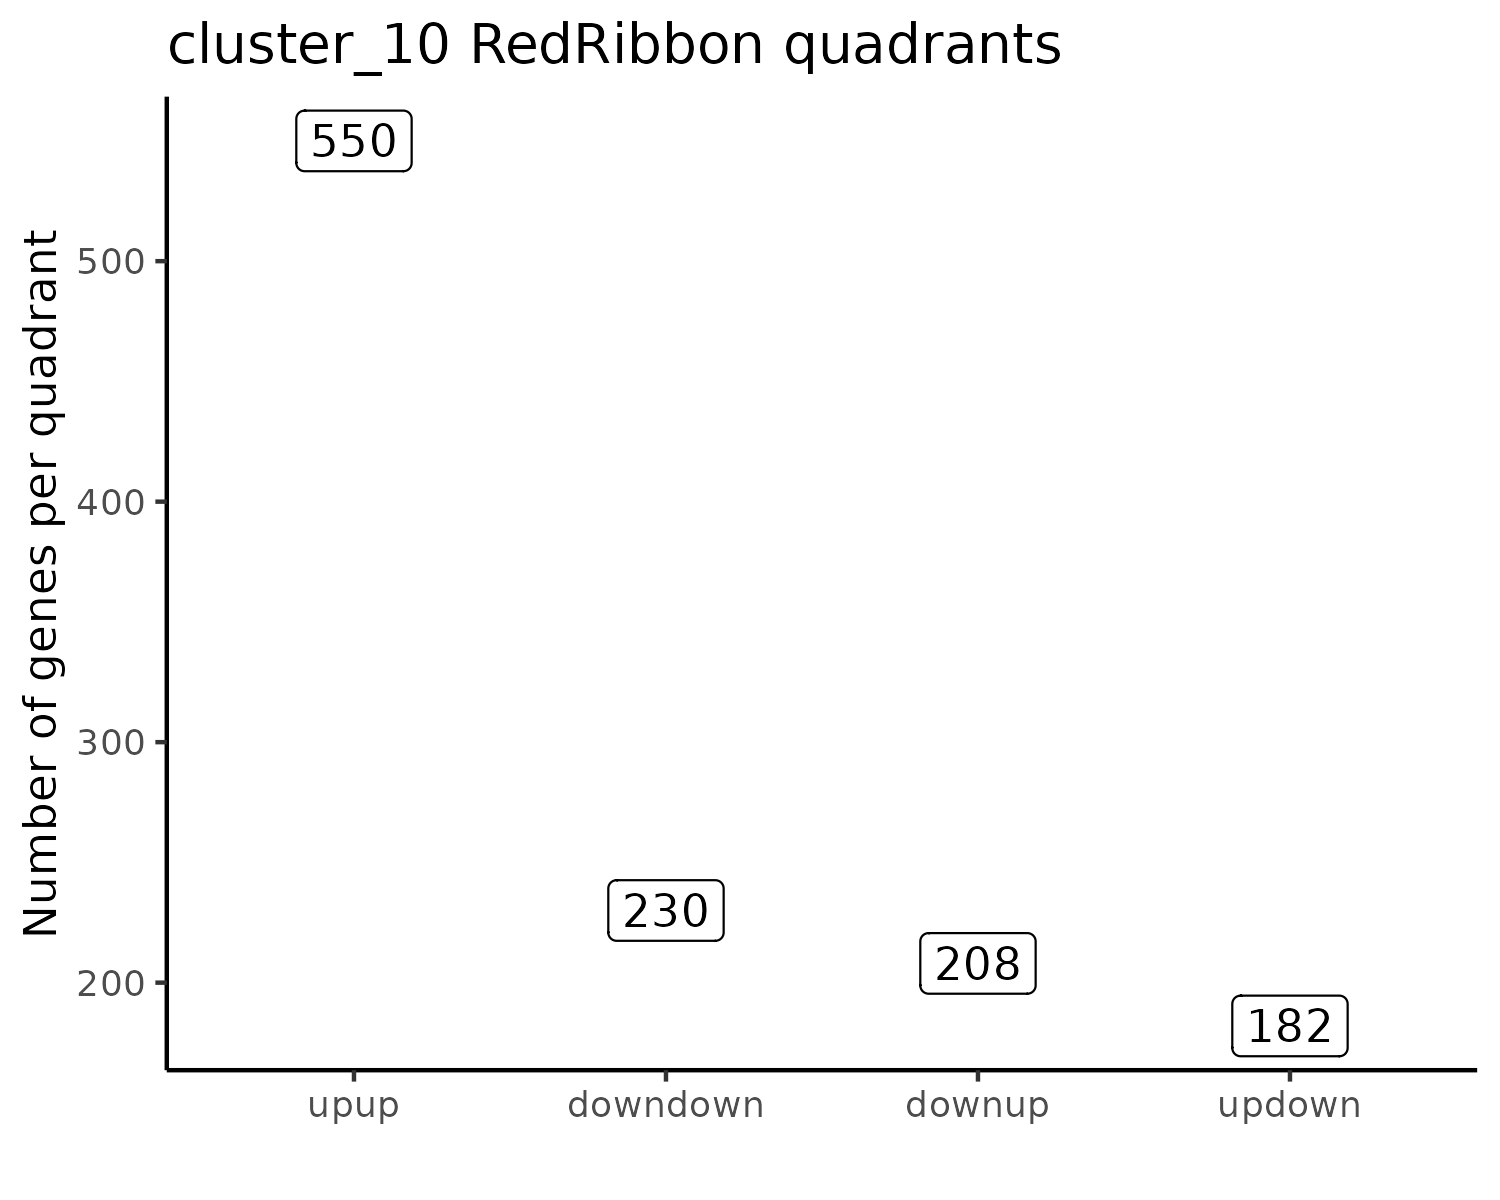 cluster_10 RedRibbon quadrants
Number of genes per quadrant
500
400
300
200
550
230
208
182
upup
downdown
downup
updown